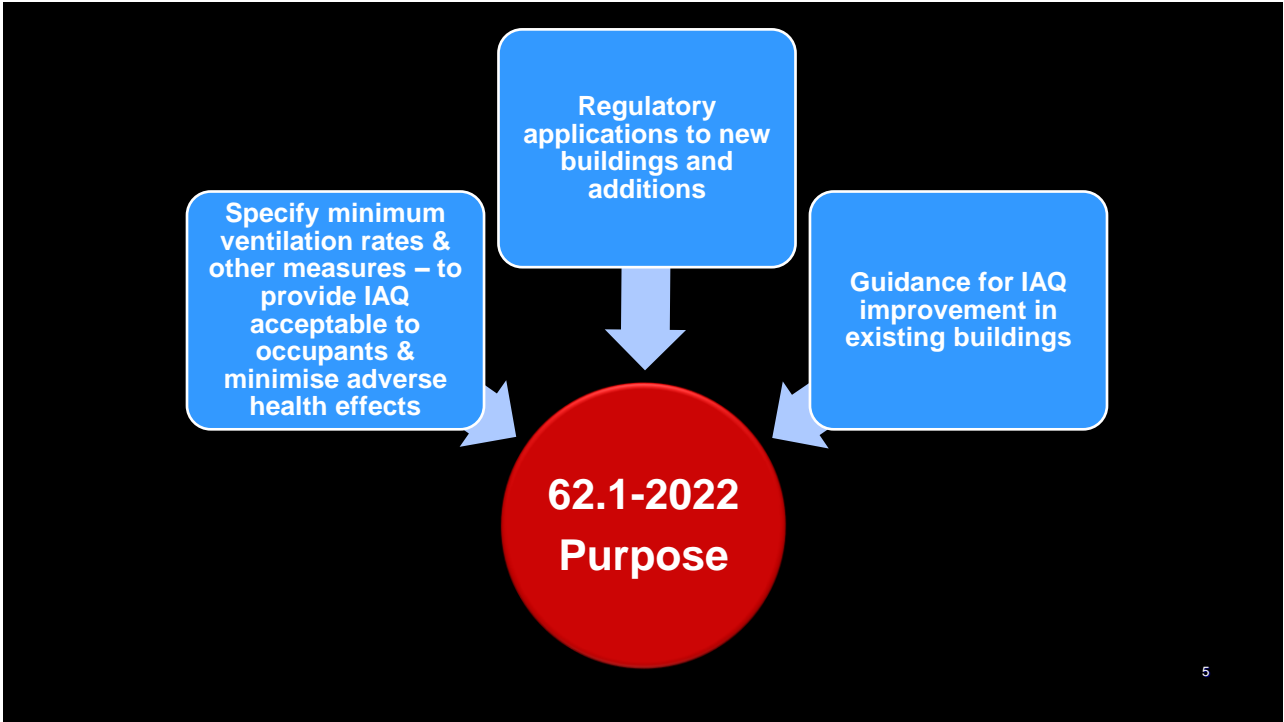 Regulatory
applications to new
buildings and
additions
Specify minimum
ventilation rates &
other measures – to
provide IAQ
acceptable to
occupants &
minimise adverse
health effects
Guidance for IAQ
improvement in
existing buildings
62.1-2022
Purpose
5